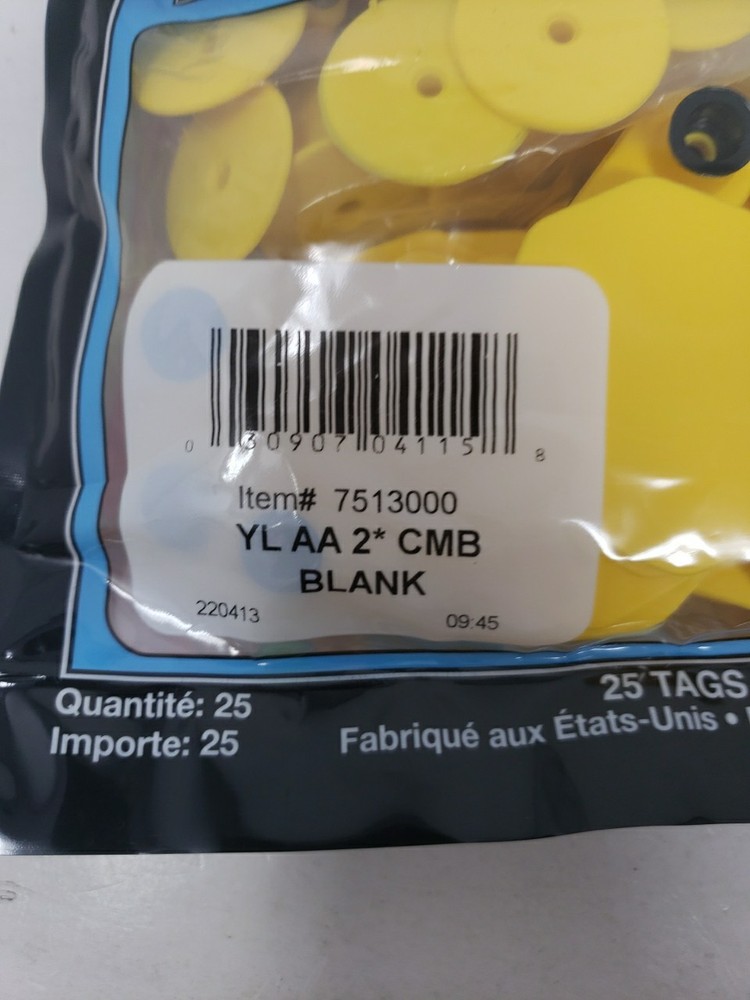 0 30907 04115 8
Item# 7513000
YL AA 2* CMB
BLANK
220413 09:45
Quantité: 25
Importe: 25
25 TAGS
Fabriqué aux États-Unis •